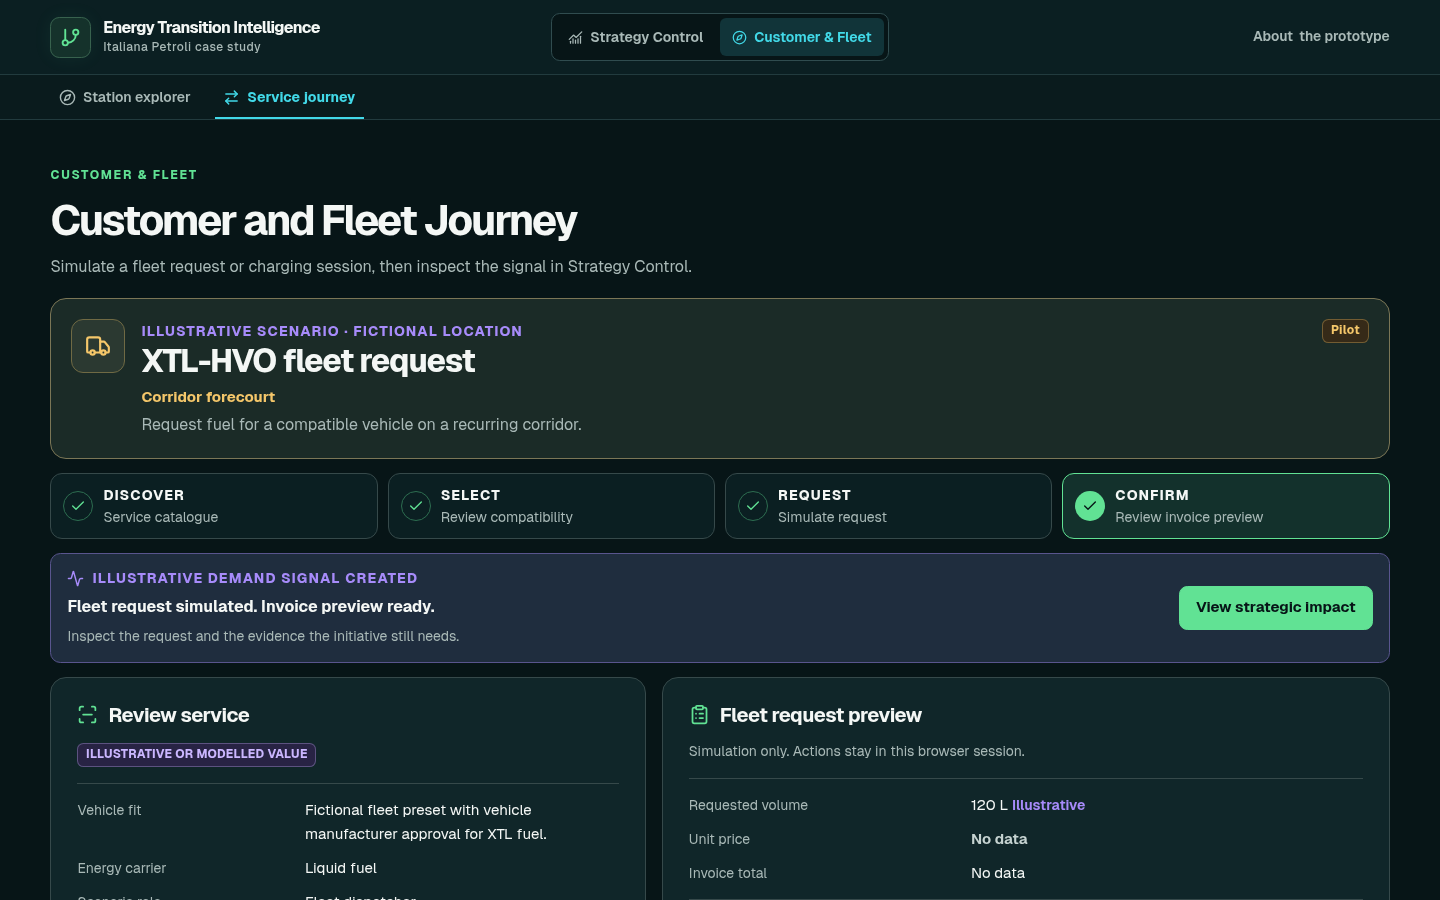 Energy Transition Intelligence
Italiana Petroli case study
Strategy Control
Customer & Fleet
About the prototype
Station explorer
Service journey
CUSTOMER & FLEET
Customer and Fleet Journey
Simulate a fleet request or charging session, then inspect the signal in Strategy Control.
ILLUSTRATIVE SCENARIO · FICTIONAL LOCATION
Pilot
XTL-HVO fleet request
Corridor forecourt
Request fuel for a compatible vehicle on a recurring corridor.
DISCOVER
Service catalogue
SELECT
Review compatibility
REQUEST
Simulate request
CONFIRM
Review invoice preview
ILLUSTRATIVE DEMAND SIGNAL CREATED
Fleet request simulated. Invoice preview ready.
Inspect the request and the evidence the initiative still needs.
View strategic impact
Review service
ILLUSTRATIVE OR MODELLED VALUE
Vehicle fit
Fictional fleet preset with vehicle
manufacturer approval for XTL fuel.
Energy carrier
Liquid fuel
Fleet request preview
Simulation only. Actions stay in this browser session.
Requested volume
120 L Illustrative
Unit price
No data
Invoice total
No data